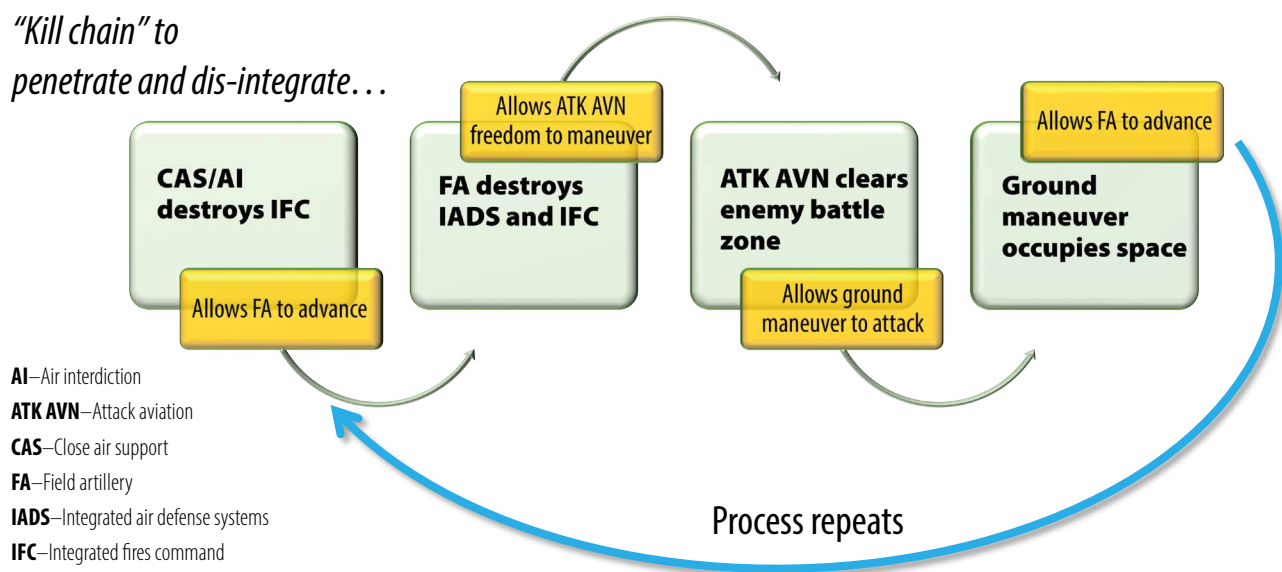 “Kill chain” to
penetrate and dis-integrate…
CAS/AI
destroys IFC
Allows FA to advance
Allows ATK AVN
freedom to maneuver
FA destroys
IADS and IFC
ATK AVN clears
enemy battle
zone
Allows ground
maneuver to attack
Allows FA to advance
Ground
maneuver
occupies space
AI–Air interdiction
ATK AVN–Attack aviation
CAS–Close air support
FA–Field artillery
IADS–Integrated air defense systems
IFC–Integrated fires command
Process repeats